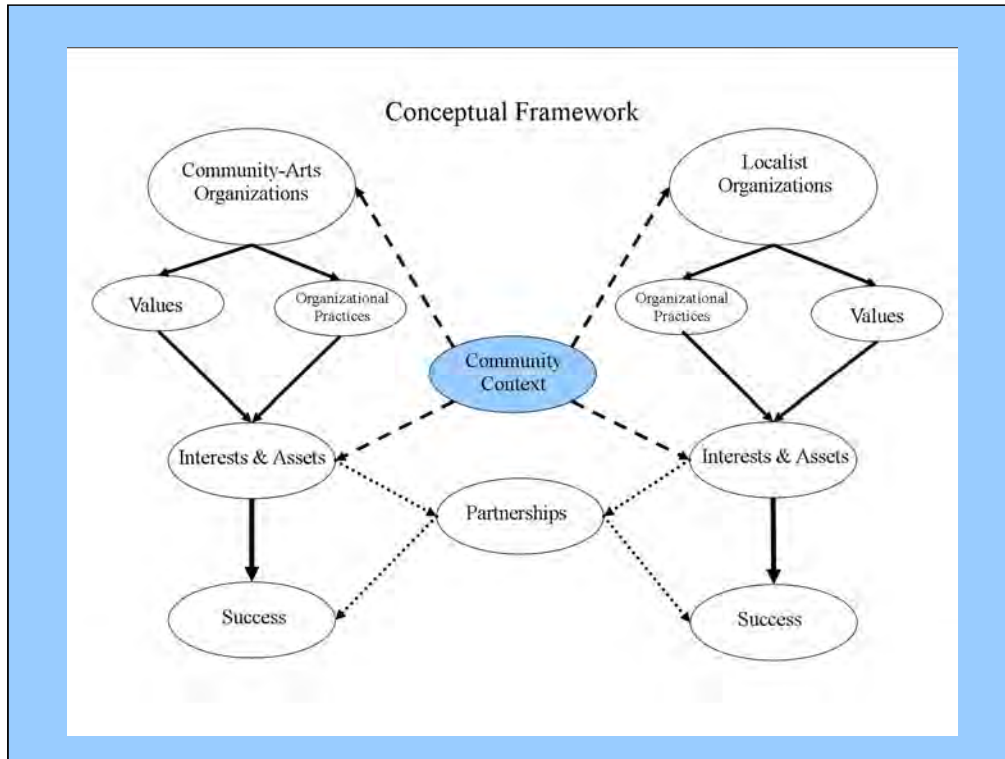 Conceptual Framework
Community-Arts
Organizations
Localist
Organizations
Values
Organizational
Practices
Organizational
Practices
Values
Community
Context
Interests & Assets
Interests & Assets
Partnerships
Success
Success